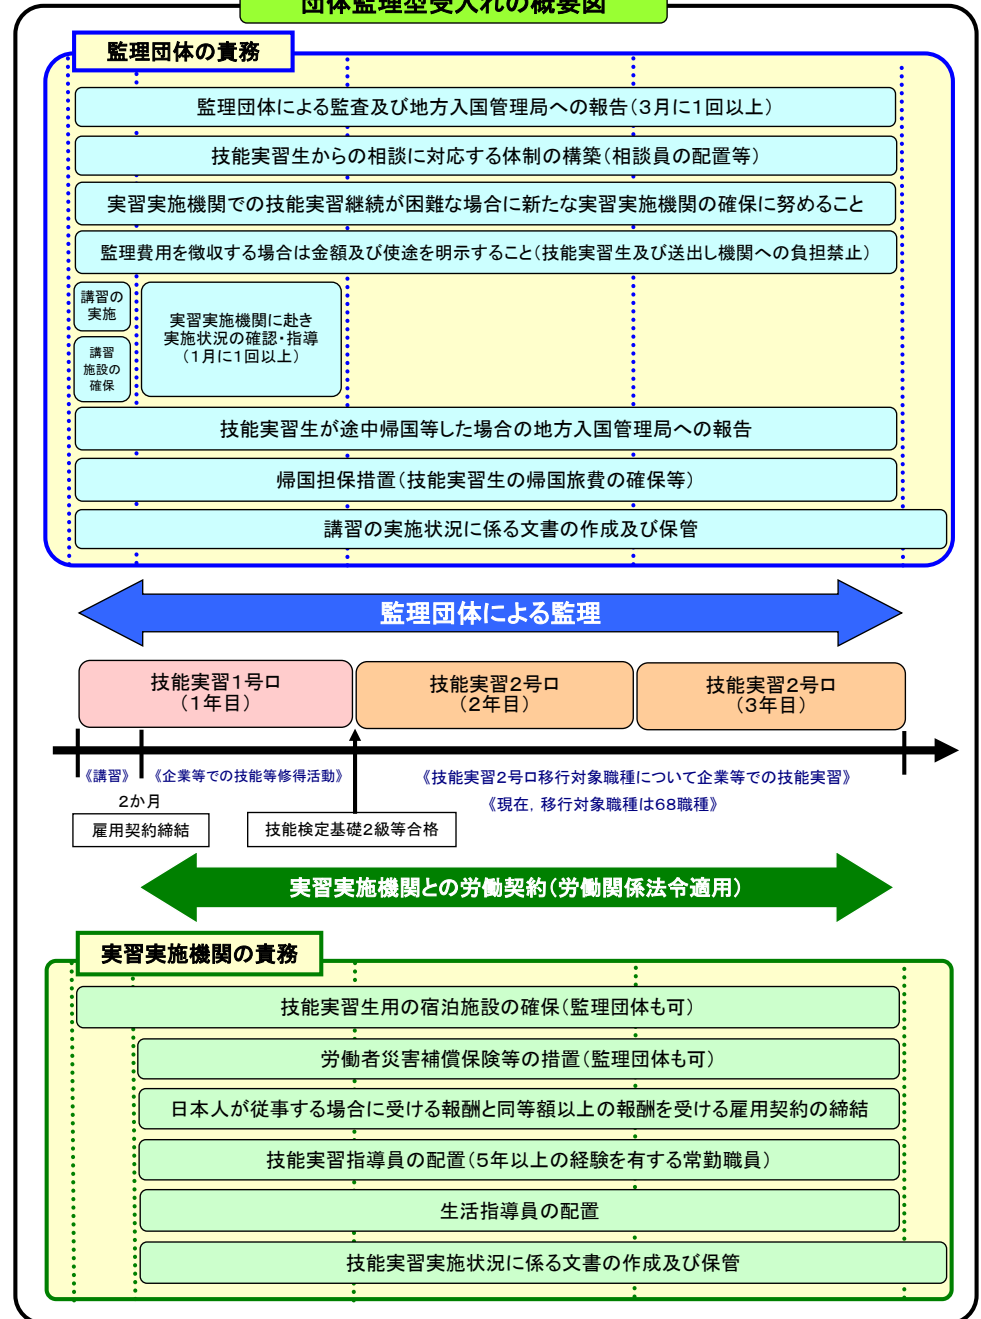 団体監理型受入れの概要図
監理団体の責務
監理団体による監査及び地方入国管理局への報告（３月に１回以上）
技能実習生からの相談に対応する体制の構築（相談員の配置等）
実習実施機関での技能実習継続が困難な場合に新たな実習実施機関の確保に努めること
監理費用を徴収する場合は金額及び使途を明示すること（技能実習生及び送出し機関への負担禁止）
講習の
実施
講習
施設の
確保
実習実施機関に赴き
実施状況の確認・指導
（１月に１回以上）
技能実習生が途中帰国等した場合の地方入国管理局への報告
帰国担保措置（技能実習生の帰国旅費の確保等）
講習の実施状況に係る文書の作成及び保管
監理団体による監理
技能実習１号ロ
（１年目）
技能実習２号ロ
（２年目）
技能実習２号ロ
（３年目）
《講習》
《企業等での技能等修得活動》
《技能実習２号ロ移行対象職種について企業等での技能実習》
２か月
《現在，移行対象職種は６８職種》
雇用契約締結
技能検定基礎２級等合格
実習実施機関との労働契約（労働関係法令適用）
実習実施機関の責務
技能実習生用の宿泊施設の確保（監理団体も可）
労働者災害補償保険等の措置（監理団体も可）
日本人が従事する場合に受ける報酬と同等額以上の報酬を受ける雇用契約の締結
技能実習指導員の配置（５年以上の経験を有する常勤職員）
生活指導員の配置
技能実習実施状況に係る文書の作成及び保管